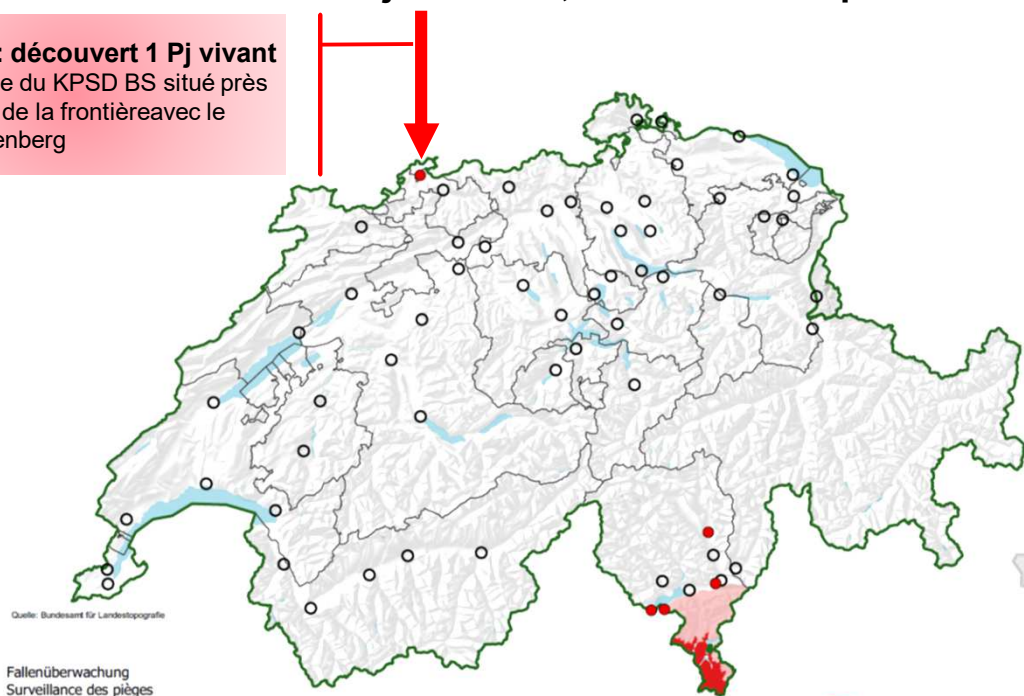 : découvert 1 Pj vivant
e du KPSD BS situé près
de la frontièreavec le
enberg
Quelle: Bundesamt für Landestopografie
Fallenüberwachung
Surveillance des pièges